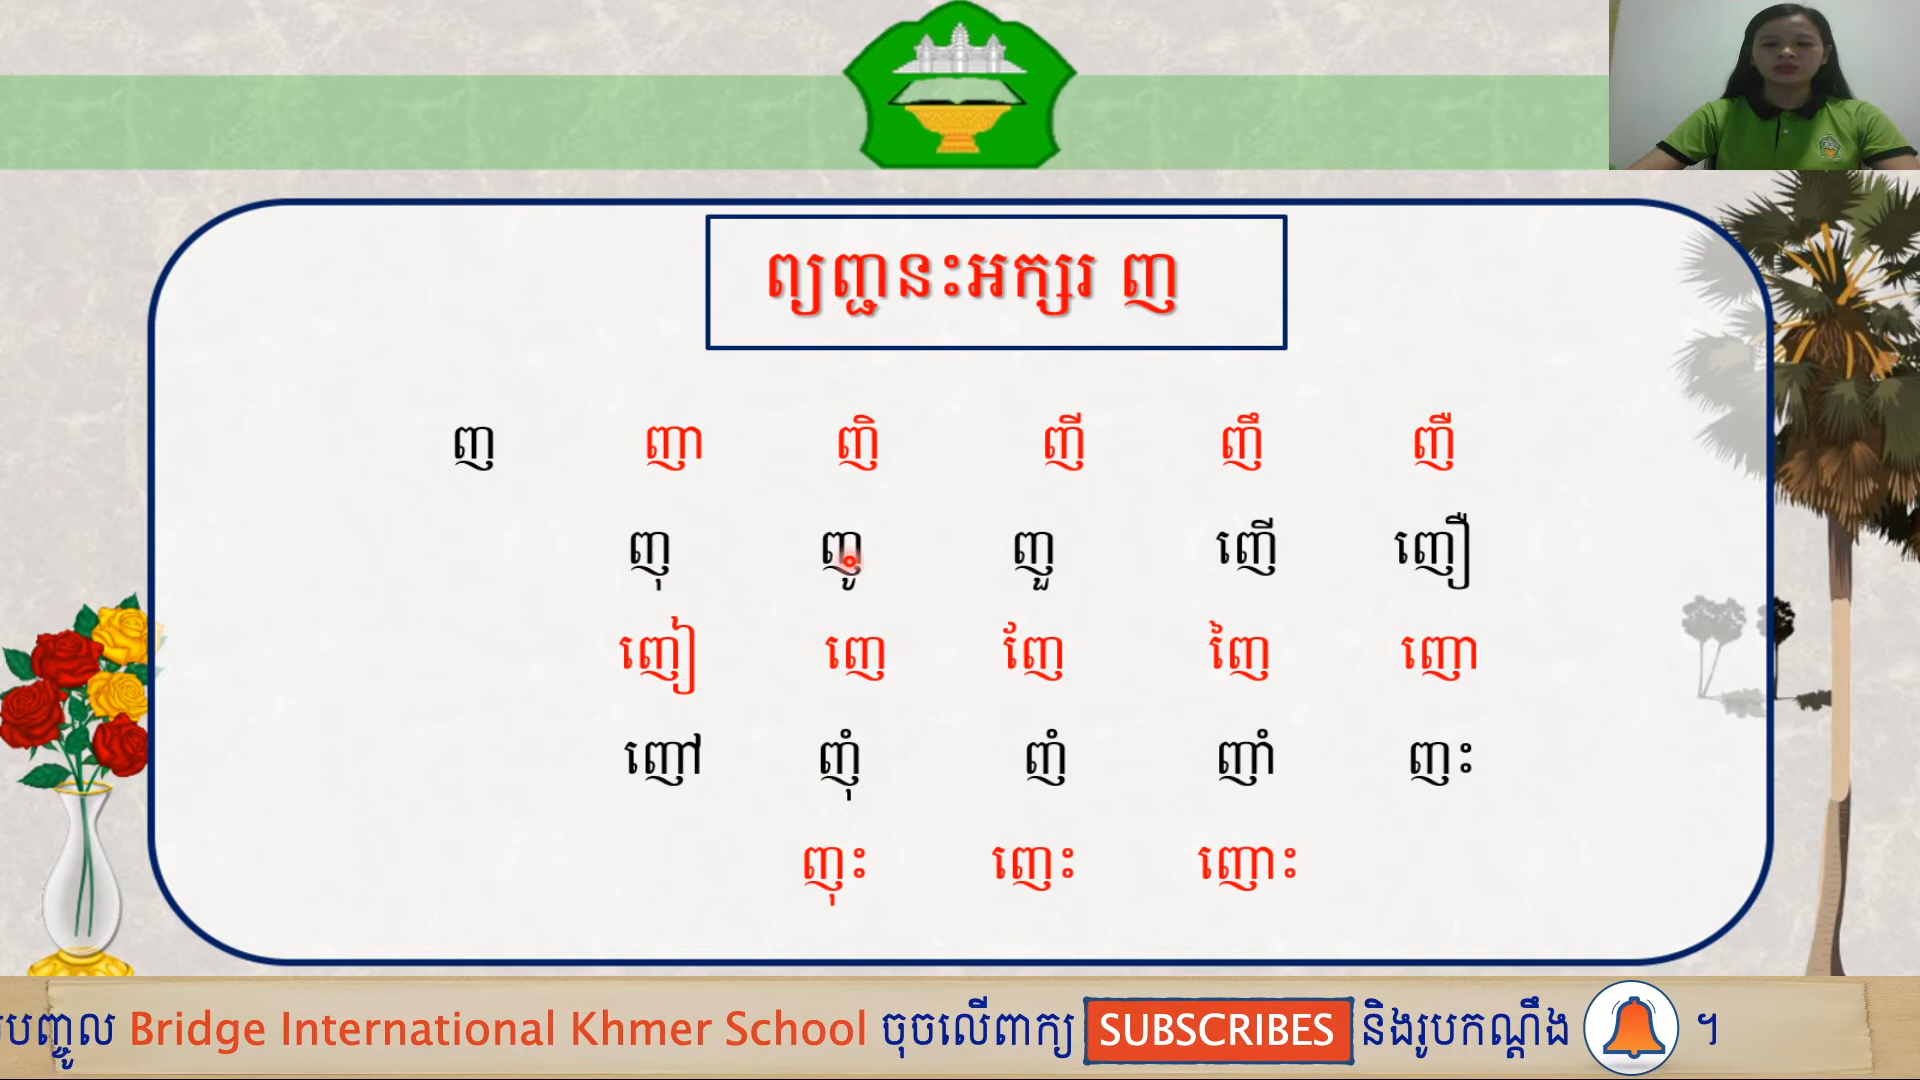 ព្យញ្ជនះអក្សរ ញ
ញ ញា ញិ ញី ញឹ ញឺ
ញុ ញូ ញួ ញើ ញឿ
ញៀ ញេ ញែ ញៃ ញោ
ញៅ ញុំ ញំ ញាំ ញះ
ញុះ ញេះ ញោះ
បញ្ចូល Bridge International Khmer School ចុចលើពាក្យ SUBSCRIBES និងរូបកណ្ដឹង ។